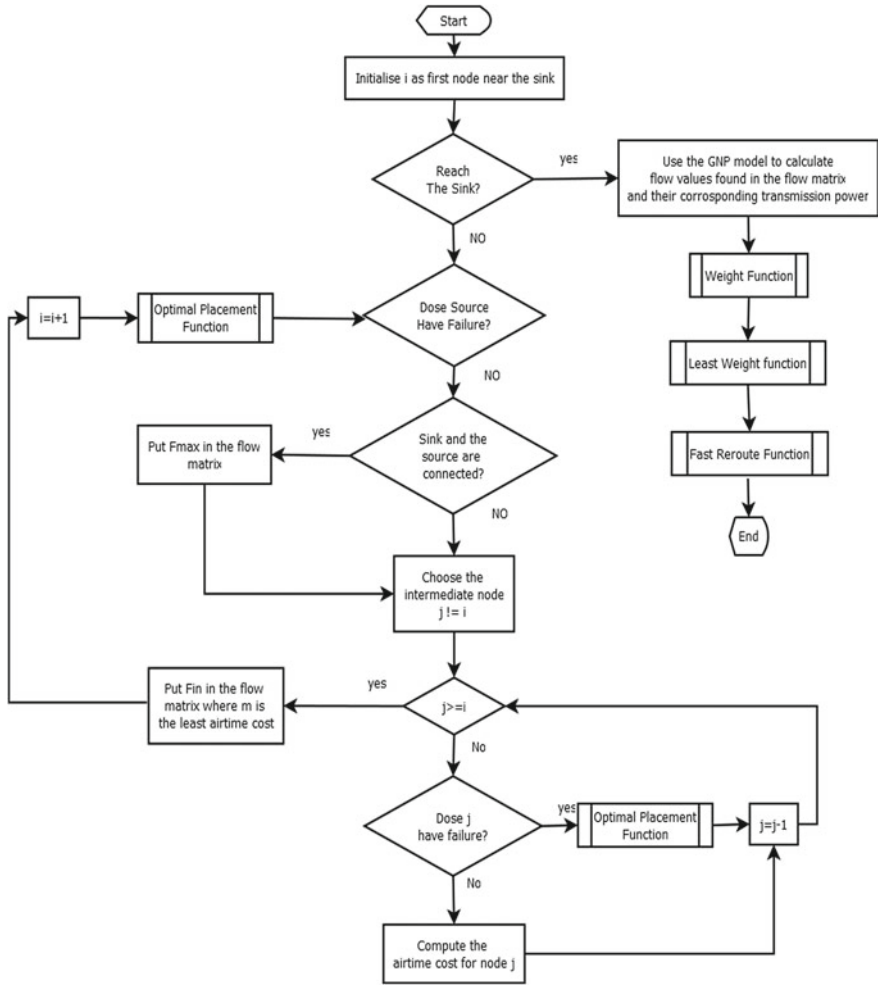 Start
Initialise i as first node near the sink
Reach
The Sink?
yes
Use the GNP model to calculate
flow values found in the flow matrix
and their corrosponding transmission power
NO
Weight Function
i=i+1
Optimal Placement
Function
Dose Source
Have Failure?
Least Weight function
NO
Put Fmax in the flow
matrix
yes
Sink and the
source are
connected?
Fast Reroute Function
NO
End
Choose the
intermediate node
j != i
Put Fin in the flow
matrix where m is
the least airtime cost
yes
j>=i
No
Dose j
have failure?
yes
Optimal Placement
Function
j=j-1
No
Compute the
airtime cost for node j